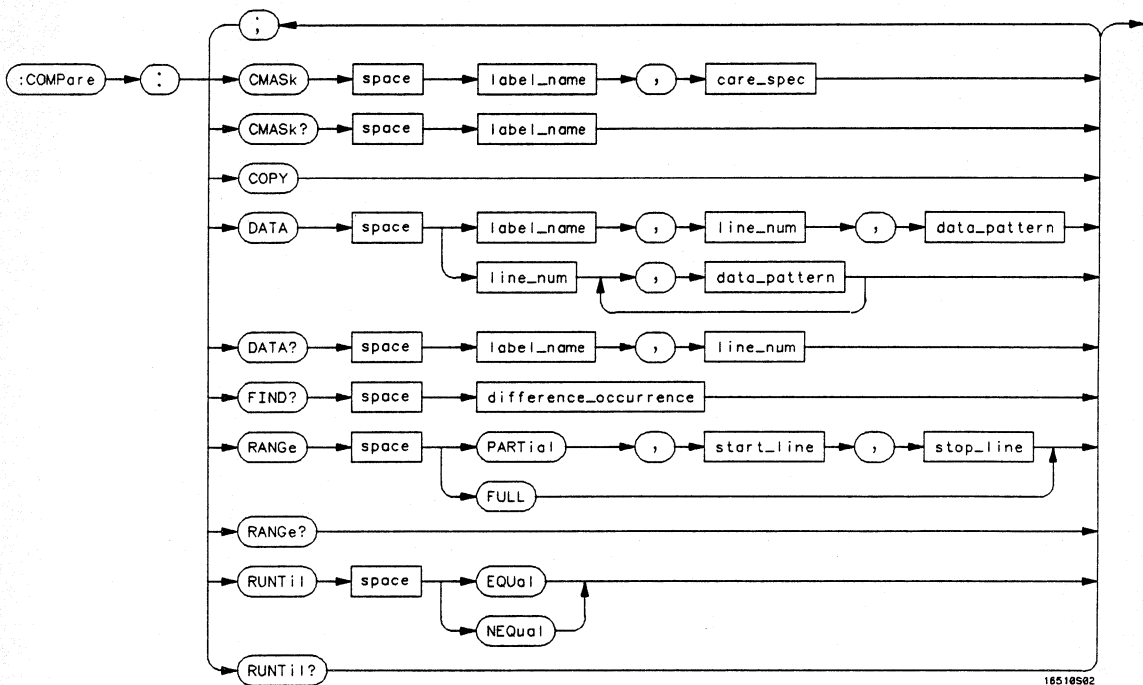 ;
:COMPare : CMASk space label_name , care_spec
CMASk? space label_name
COPY
DATA space label_name , line_num , data_pattern
line_num , data_pattern
DATA? space label_name , line_num
FIND? space difference_occurrence
RANGe space PARTial , start_line , stop_line
FULL
RANGe?
RUNTil space EQUal
NEQual
RUNTil?
16510S02